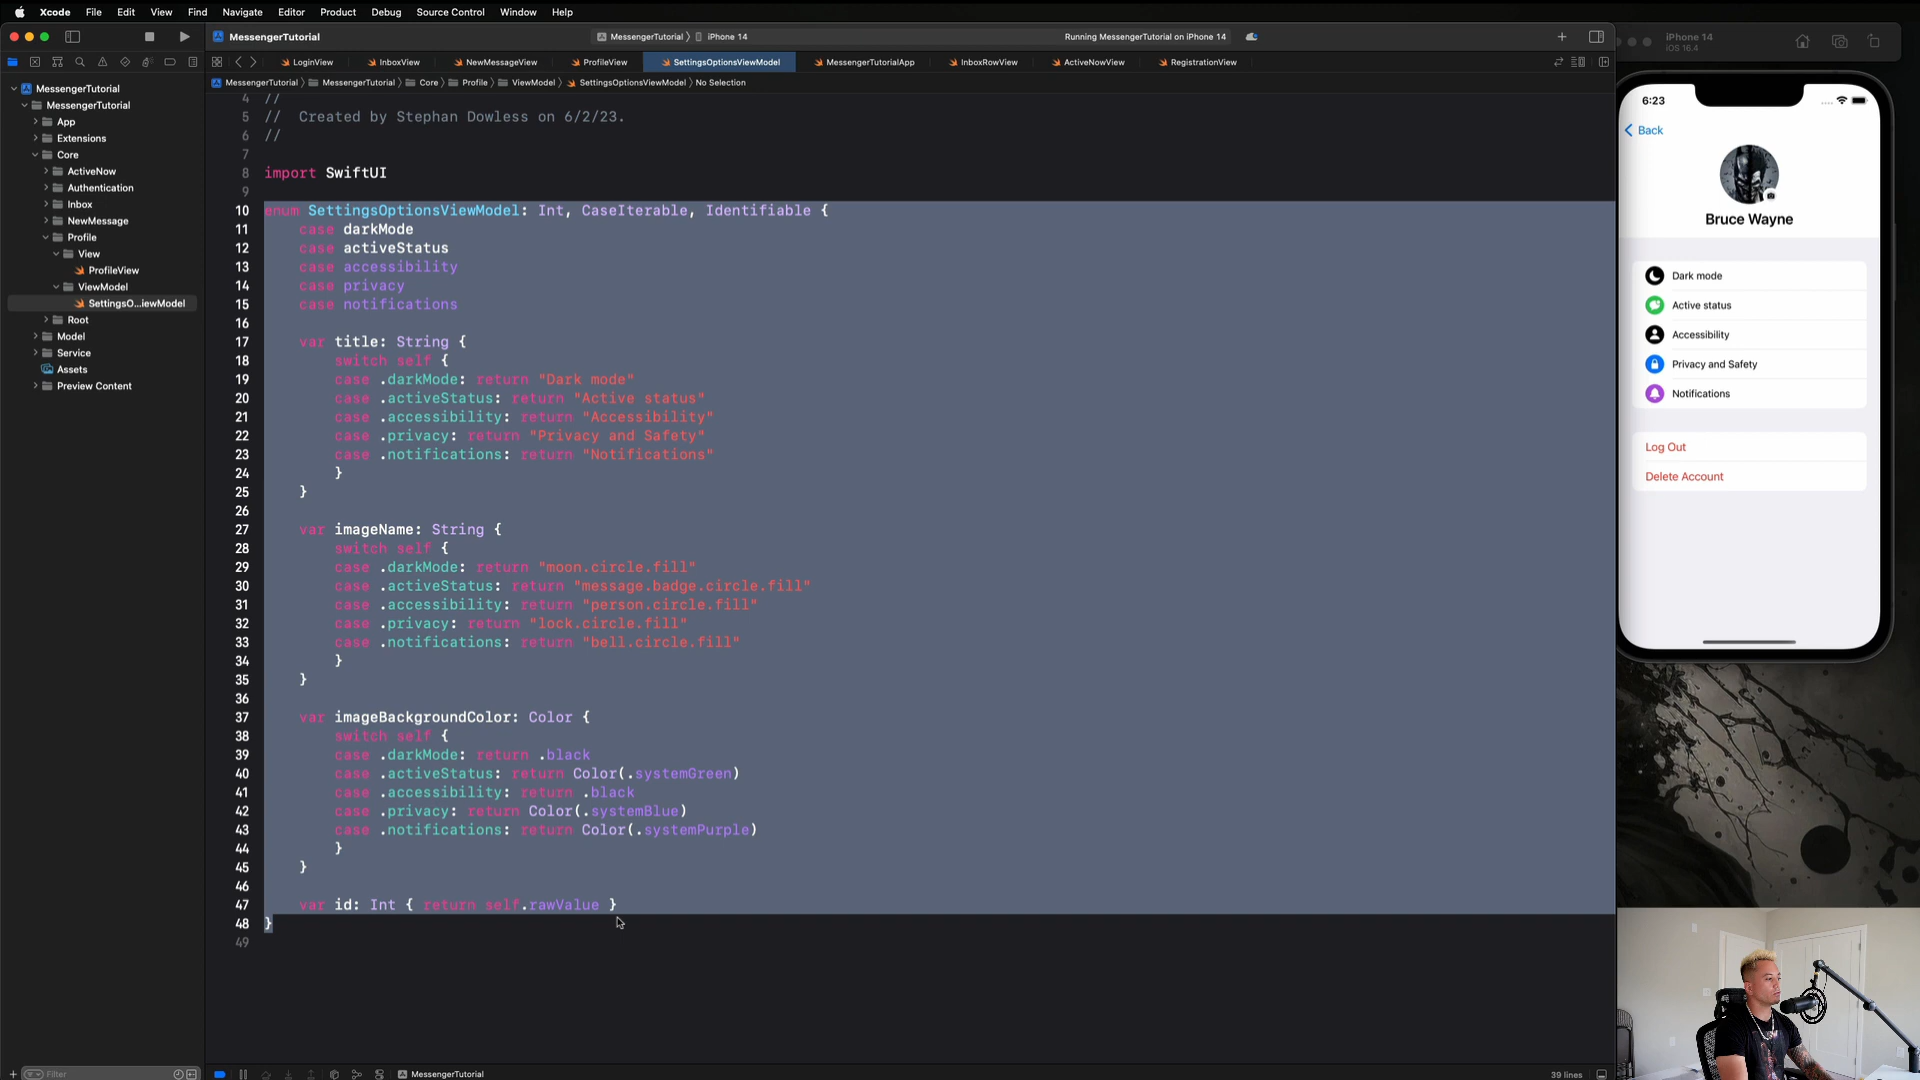 Xcode File Edit View Find Navigate Editor Product Debug Source Control Window Help
MessengerTutorial
MessengerTutorial iPhone 14
Running MessengerTutorial on iPhone 14
LoginView InboxView NewMessageView ProfileView SettingsOptionsViewModel MessengerTutorialApp InboxRowView ActiveNowView RegistrationView
MessengerTutorial MessengerTutorial Core Profile ViewModel SettingsOptionsViewModel No Selection
MessengerTutorial
MessengerTutorial
App
Extensions
Core
ActiveNow
Authentication
Inbox
NewMessage
Profile
View
ProfileView
ViewModel
SettingsO...iewModel
Root
Model
Service
Assets
Preview Content
Filter
4 //
5 //  Created by Stephan Dowless on 6/2/23.
6 //
7
8 import SwiftUI
9
10 enum SettingsOptionsViewModel: Int, CaseIterable, Identifiable {
11     case darkMode
12     case activeStatus
13     case accessibility
14     case privacy
15     case notifications
16
17     var title: String {
18         switch self {
19         case .darkMode: return "Dark mode"
20         case .activeStatus: return "Active status"
21         case .accessibility: return "Accessibility"
22         case .privacy: return "Privacy and Safety"
23         case .notifications: return "Notifications"
24         }
25     }
26
27     var imageName: String {
28         switch self {
29         case .darkMode: return "moon.circle.fill"
30         case .activeStatus: return "message.badge.circle.fill"
31         case .accessibility: return "person.circle.fill"
32         case .privacy: return "lock.circle.fill"
33         case .notifications: return "bell.circle.fill"
34         }
35     }
36
37     var imageBackgroundColor: Color {
38         switch self {
39         case .darkMode: return .black
40         case .activeStatus: return Color(.systemGreen)
41         case .accessibility: return .black
42         case .privacy: return Color(.systemBlue)
43         case .notifications: return Color(.systemPurple)
44         }
45     }
46
47     var id: Int { return self.rawValue }
48 }
49
MessengerTutorial
39 lines
iPhone 14
iOS 16.4
6:23
Back
Bruce Wayne
Dark mode
Active status
Accessibility
Privacy and Safety
Notifications
Log Out
Delete Account